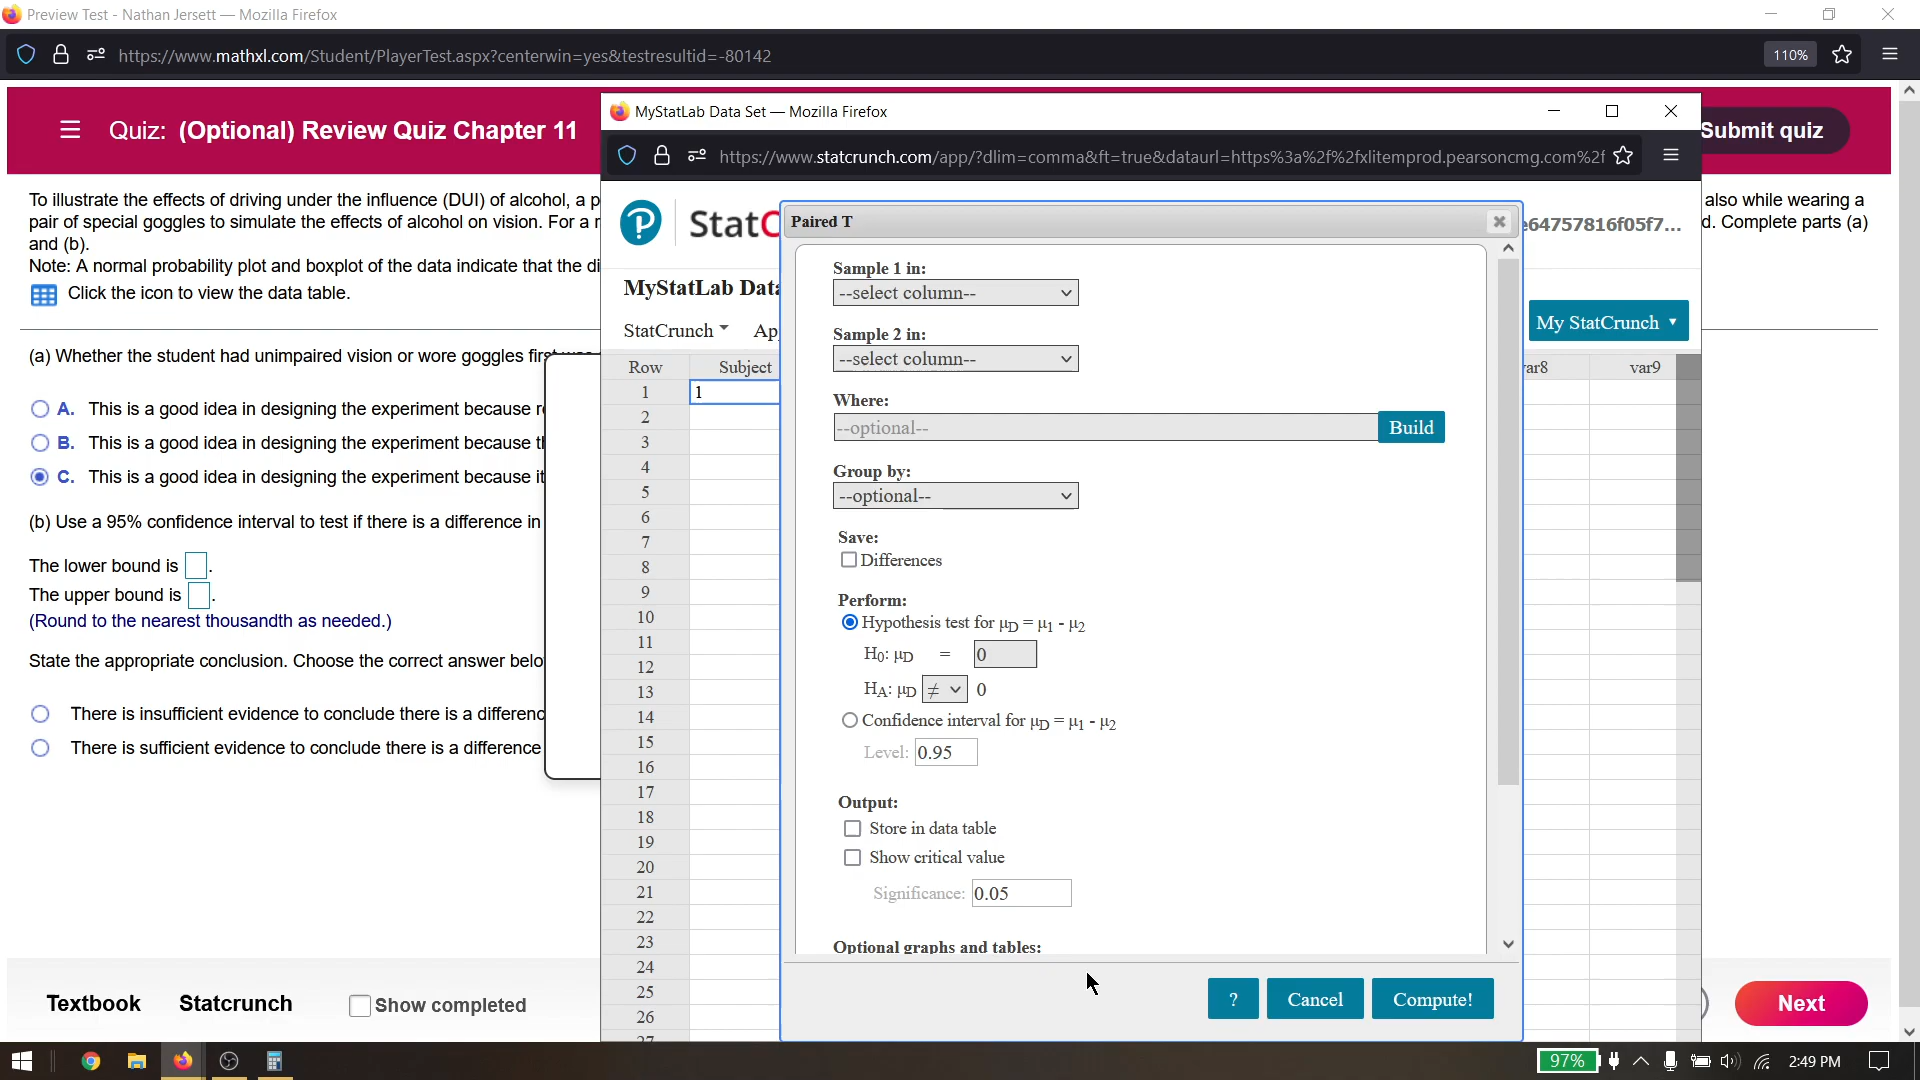 Preview Test - Nathan Jersett — Mozilla Firefox
https://www.mathxl.com/Student/PlayerTest.aspx?centerwin=yes&testresultid=-80142
110%
Quiz: (Optional) Review Quiz Chapter 11
Submit quiz
To illustrate the effects of driving under the influence (DUI) of alcohol, a p
also while wearing a
pair of special goggles to simulate the effects of alcohol on vision. For a r
d. Complete parts (a)
and (b).
Note: A normal probability plot and boxplot of the data indicate that the di
Click the icon to view the data table.
(a) Whether the student had unimpaired vision or wore goggles first was
A. This is a good idea in designing the experiment because r
B. This is a good idea in designing the experiment because t
C. This is a good idea in designing the experiment because it
(b) Use a 95% confidence interval to test if there is a difference in
The lower bound is .
The upper bound is .
(Round to the nearest thousandth as needed.)
State the appropriate conclusion. Choose the correct answer belo
There is insufficient evidence to conclude there is a differenc
There is sufficient evidence to conclude there is a difference
Textbook
Statcrunch
Show completed
Next
MyStatLab Data Set — Mozilla Firefox
https://www.statcrunch.com/app/?dlim=comma&ft=true&dataurl=https%3a%2f%2fxlitemprod.pearsoncmg.com%2f
P
StatC
e64757816f05f7...
MyStatLab Data
StatCrunch
Ap
My StatCrunch
Row
Subject
var8
var9
1
1
2
3
4
5
6
7
8
9
10
11
12
13
14
15
16
17
18
19
20
21
22
23
24
25
26
27
Paired T
Sample 1 in:
--select column--
Sample 2 in:
--select column--
Where:
--optional--
Build
Group by:
--optional--
Save:
Differences
Perform:
Hypothesis test for μD = μ1 - μ2
H0: μD = 0
HA: μD ≠ 0
Confidence interval for μD = μ1 - μ2
Level: 0.95
Output:
Store in data table
Show critical value
Significance: 0.05
Optional graphs and tables:
?
Cancel
Compute!
97%
2:49 PM